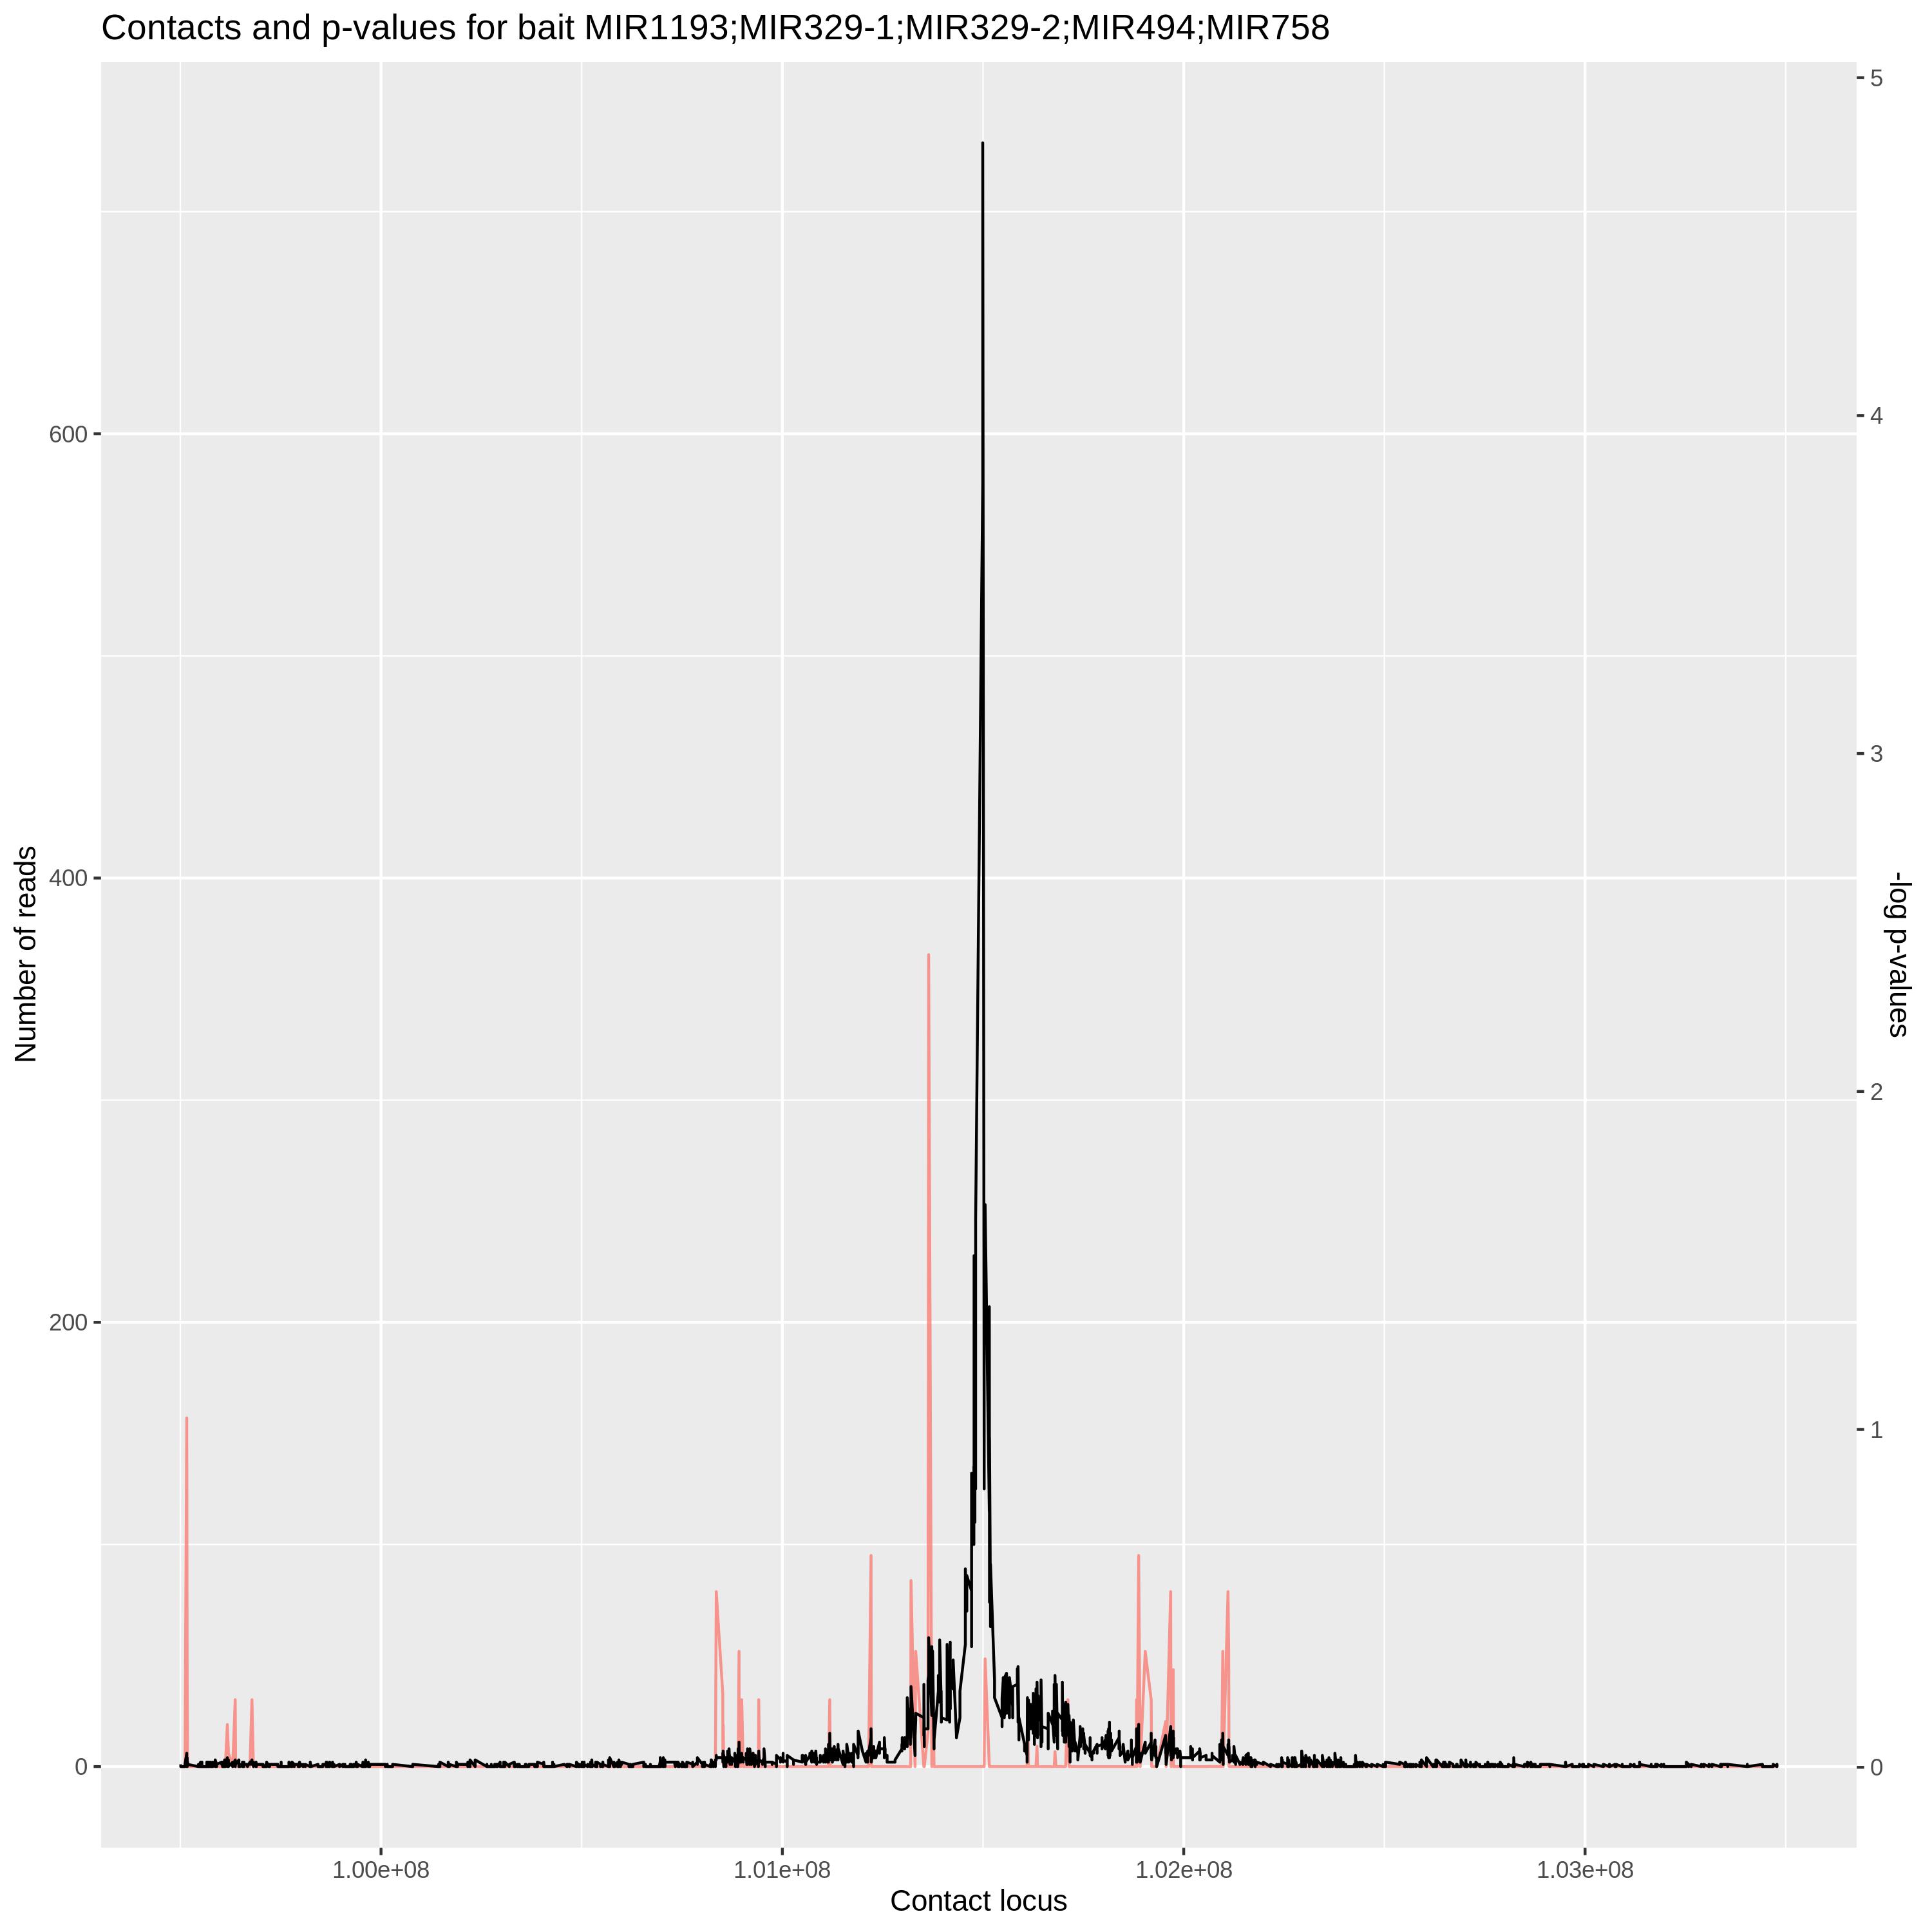 Contacts and p-values for bait MIR1193;MIR329-1;MIR329-2;MIR494;MIR758
Number of reads
600
400
200
0
5
4
3
2
1
0
-log p-values
1.00e+08 1.01e+08 1.02e+08 1.03e+08
Contact locus